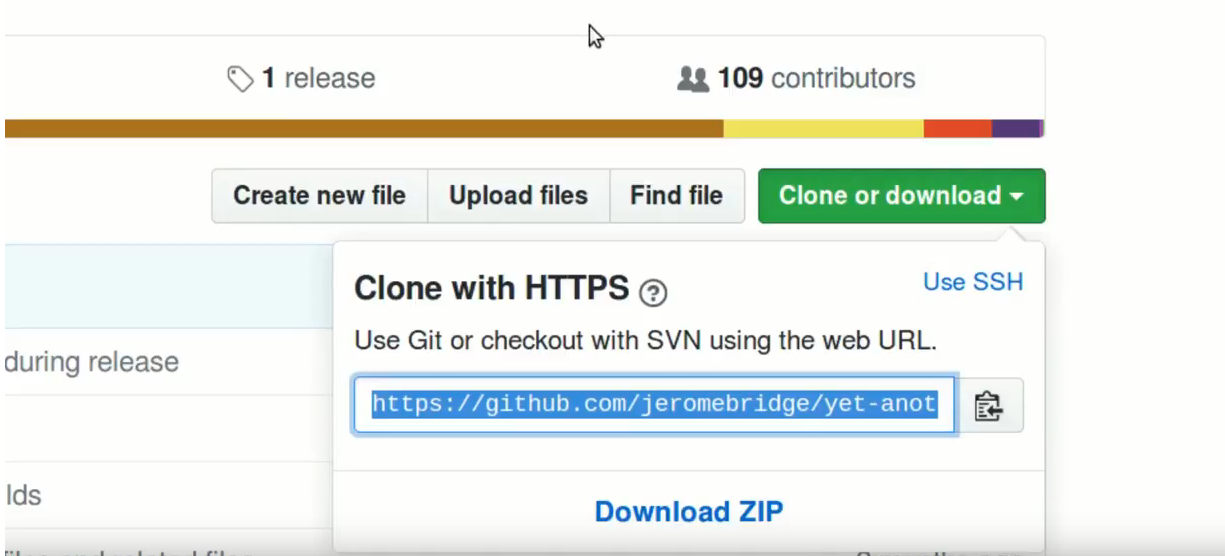 1 release
109 contributors
Create new file
Upload files
Find file
Clone or download
Clone with HTTPS
Use SSH
Use Git or checkout with SVN using the web URL.
during release
https://github.com/jeromebridge/yet-anot
lds
Download ZIP